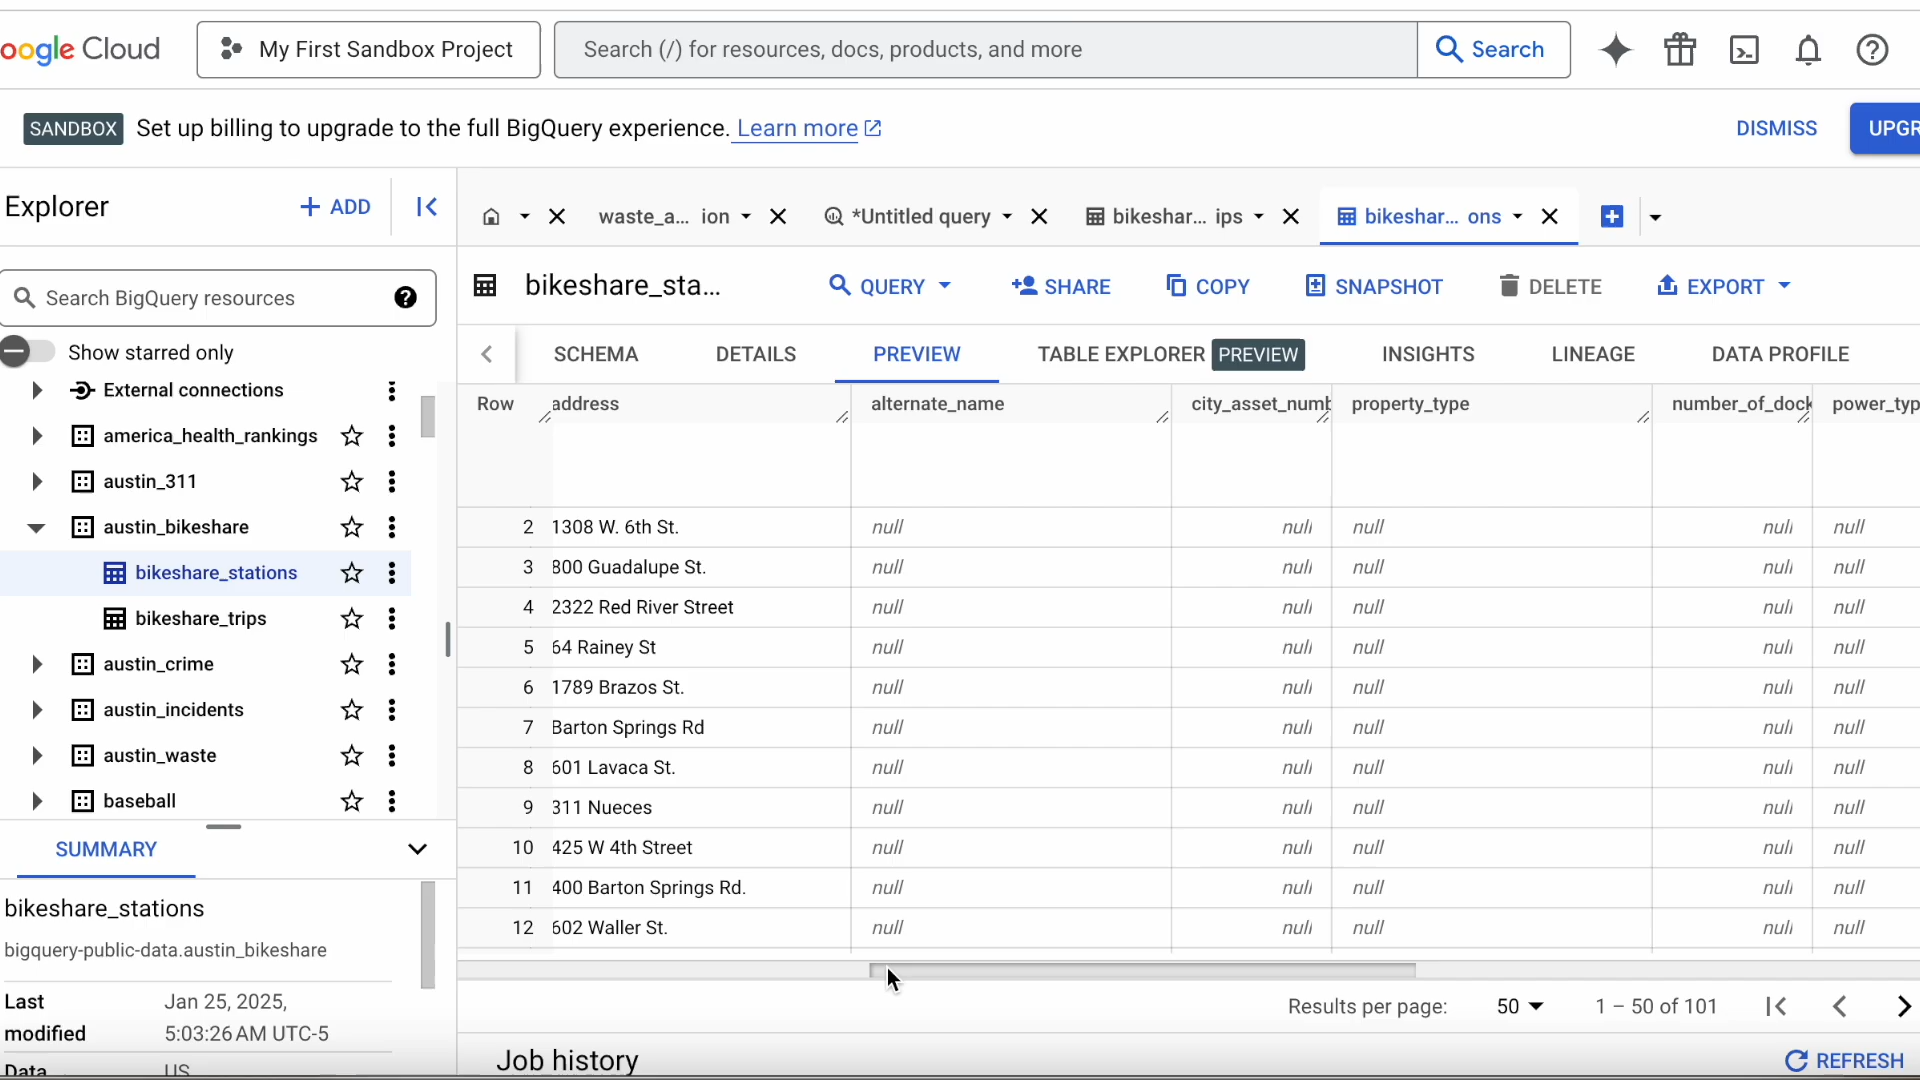 oogle Cloud
My First Sandbox Project
Search (/) for resources, docs, products, and more
Search
SANDBOX Set up billing to upgrade to the full BigQuery experience. Learn more
DISMISS
UPGR
Explorer
+ ADD
waste_a... ion
*Untitled query
bikeshar... ips
bikeshar... ons
Search BigQuery resources
bikeshare_sta...
QUERY
SHARE
COPY
SNAPSHOT
DELETE
EXPORT
Show starred only
External connections
america_health_rankings
austin_311
austin_bikeshare
bikeshare_stations
bikeshare_trips
austin_crime
austin_incidents
austin_waste
baseball
SCHEMA DETAILS PREVIEW TABLE EXPLORER PREVIEW INSIGHTS LINEAGE DATA PROFILE
Row address alternate_name city_asset_numb property_type number_of_dock power_typ
2 1308 W. 6th St. null null null null null
3 800 Guadalupe St. null null null null null
4 2322 Red River Street null null null null null
5 64 Rainey St null null null null null
6 1789 Brazos St. null null null null null
7 Barton Springs Rd null null null null null
8 601 Lavaca St. null null null null null
9 311 Nueces null null null null null
10 425 W 4th Street null null null null null
11 400 Barton Springs Rd. null null null null null
12 602 Waller St. null null null null null
SUMMARY
bikeshare_stations
bigquery-public-data.austin_bikeshare
Last modified
Jan 25, 2025, 5:03:26 AM UTC-5
Data US
Results per page: 50 1 – 50 of 101
Job history
REFRESH